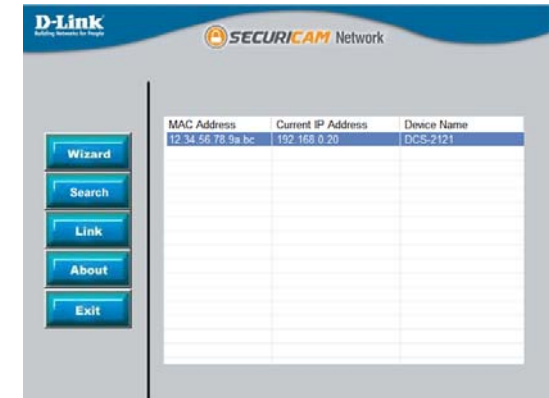 D-Link
Building Networks for People
SECURICAM Network
MAC Address Current IP Address Device Name
12.34.56.78.9a.bc 192.168.0.20 DCS-2121
Wizard
Search
Link
About
Exit